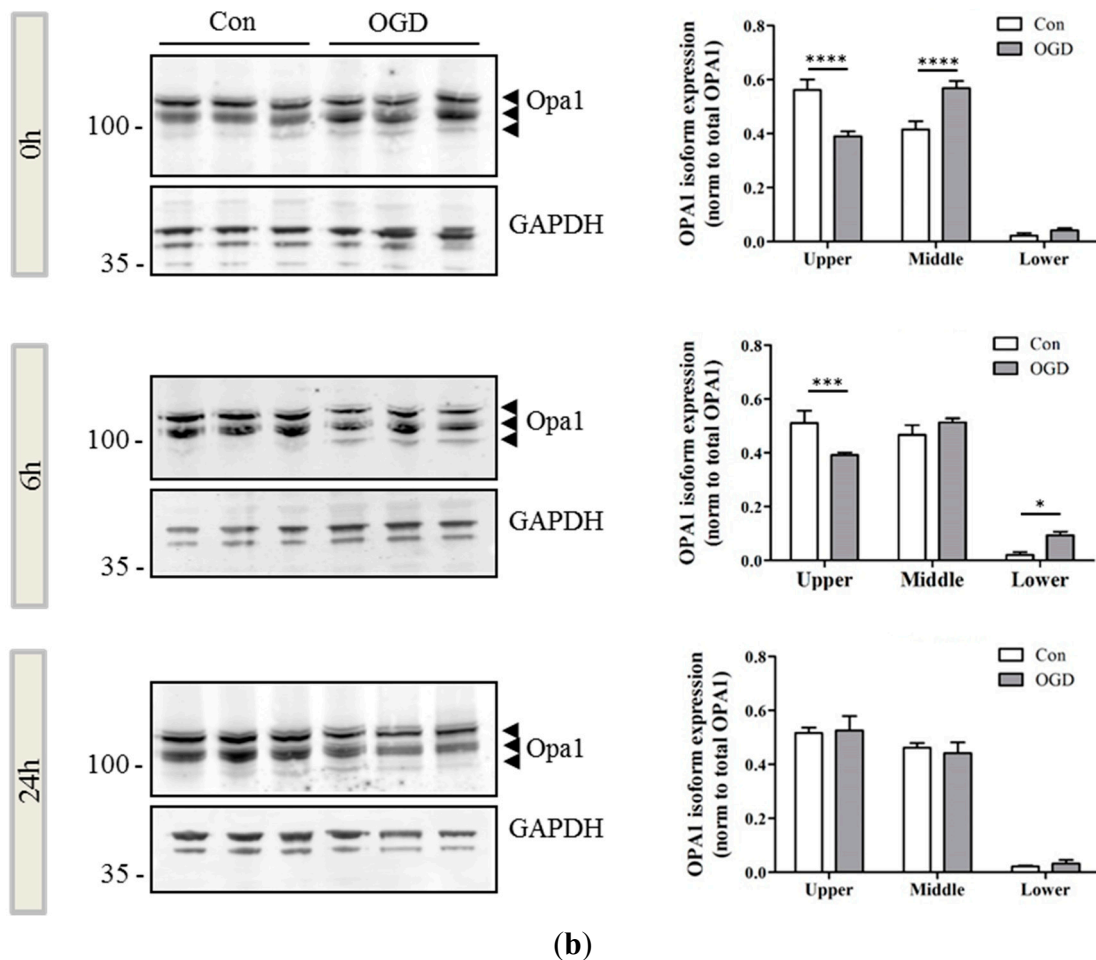 Con OGD
0h
100 -
Opa1
35 -
GAPDH
OPA1 isoform expression
(norm to total OPA1)
0.8
0.6
0.4
0.2
0.0
**** ****
Con
OGD
Upper Middle Lower
6h
100 -
Opa1
35 -
GAPDH
OPA1 isoform expression
(norm to total OPA1)
0.8
0.6
0.4
0.2
0.0
***
*
Con
OGD
Upper Middle Lower
24h
100 -
Opa1
35 -
GAPDH
OPA1 isoform expression
(norm to total OPA1)
0.8
0.6
0.4
0.2
0.0
Con
OGD
Upper Middle Lower
(b)